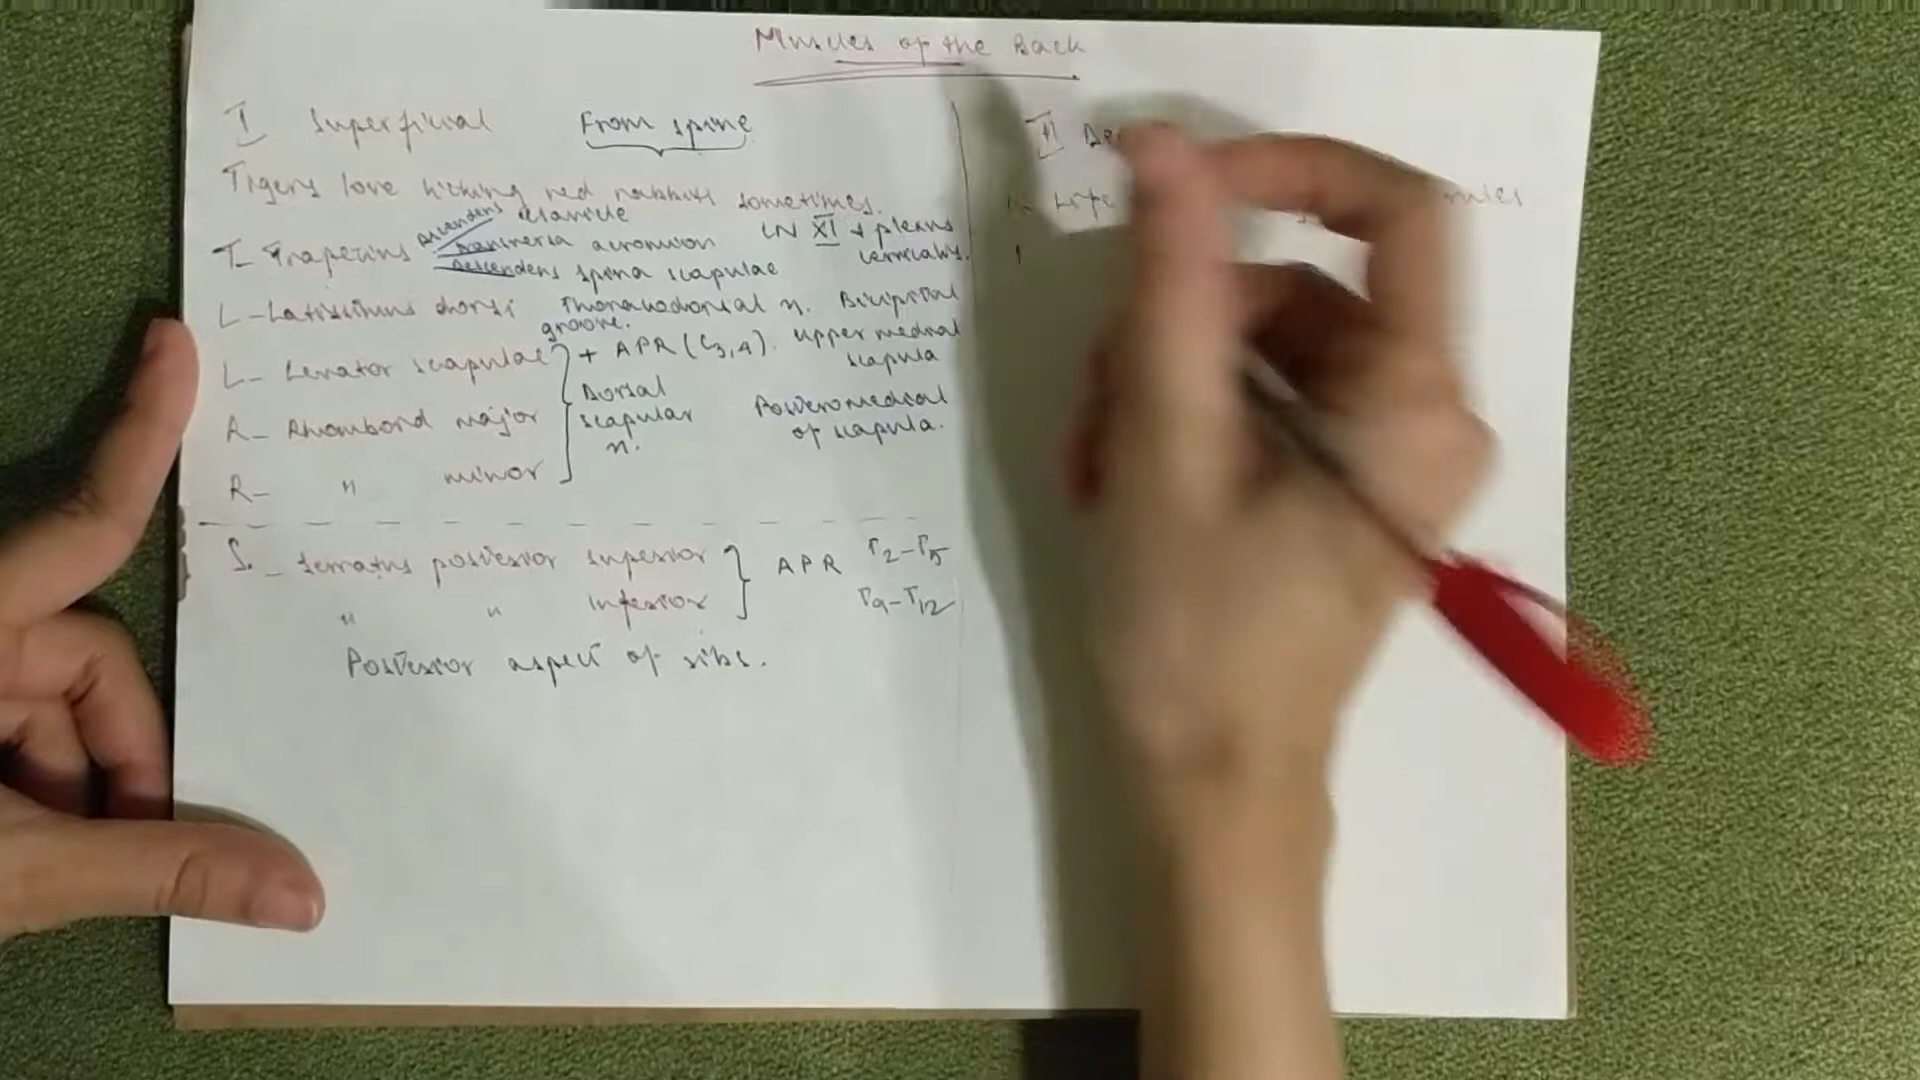 Muscles of the Back
I Superficial From spine
Tigers love kicking red rabbits sometimes.
T- Trapezius Ascendens clavicle
Transversa acromion CN XI + plexus
Descendens spina scapulae cervicalis.
L- Latissimus dorsi Thoracodorsal n. Bicipital
groove.
L- Levator scapulae + APR (C3,4). upper medial
scapula
R- Rhomboid major Dorsal
scapular
n. Posteromedial
of scapula.
R- " minor
S. - Serratus posterior superior APR T2-T5
" " Inferior T9-T12
Posterior aspect of ribs.
II